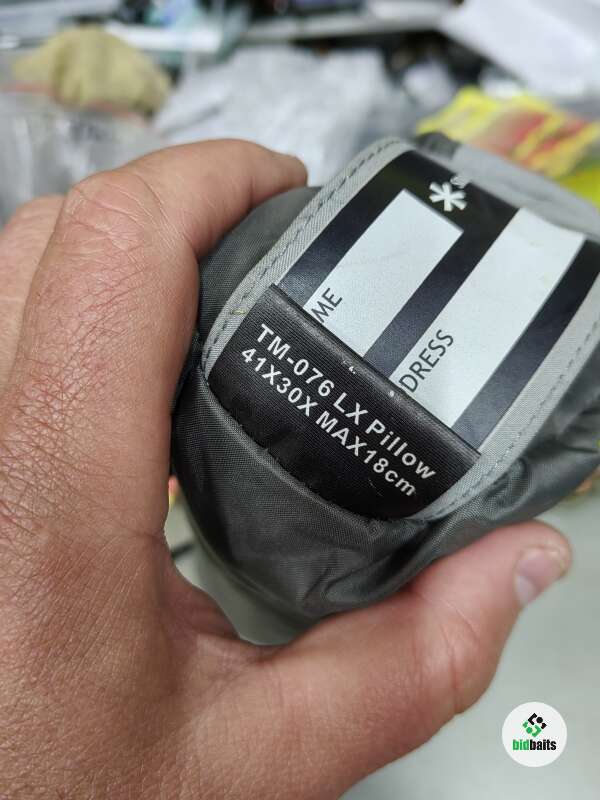 ME
DRESS
TM-076 LX Pillow
41X30X MAX18cm
bidbaits